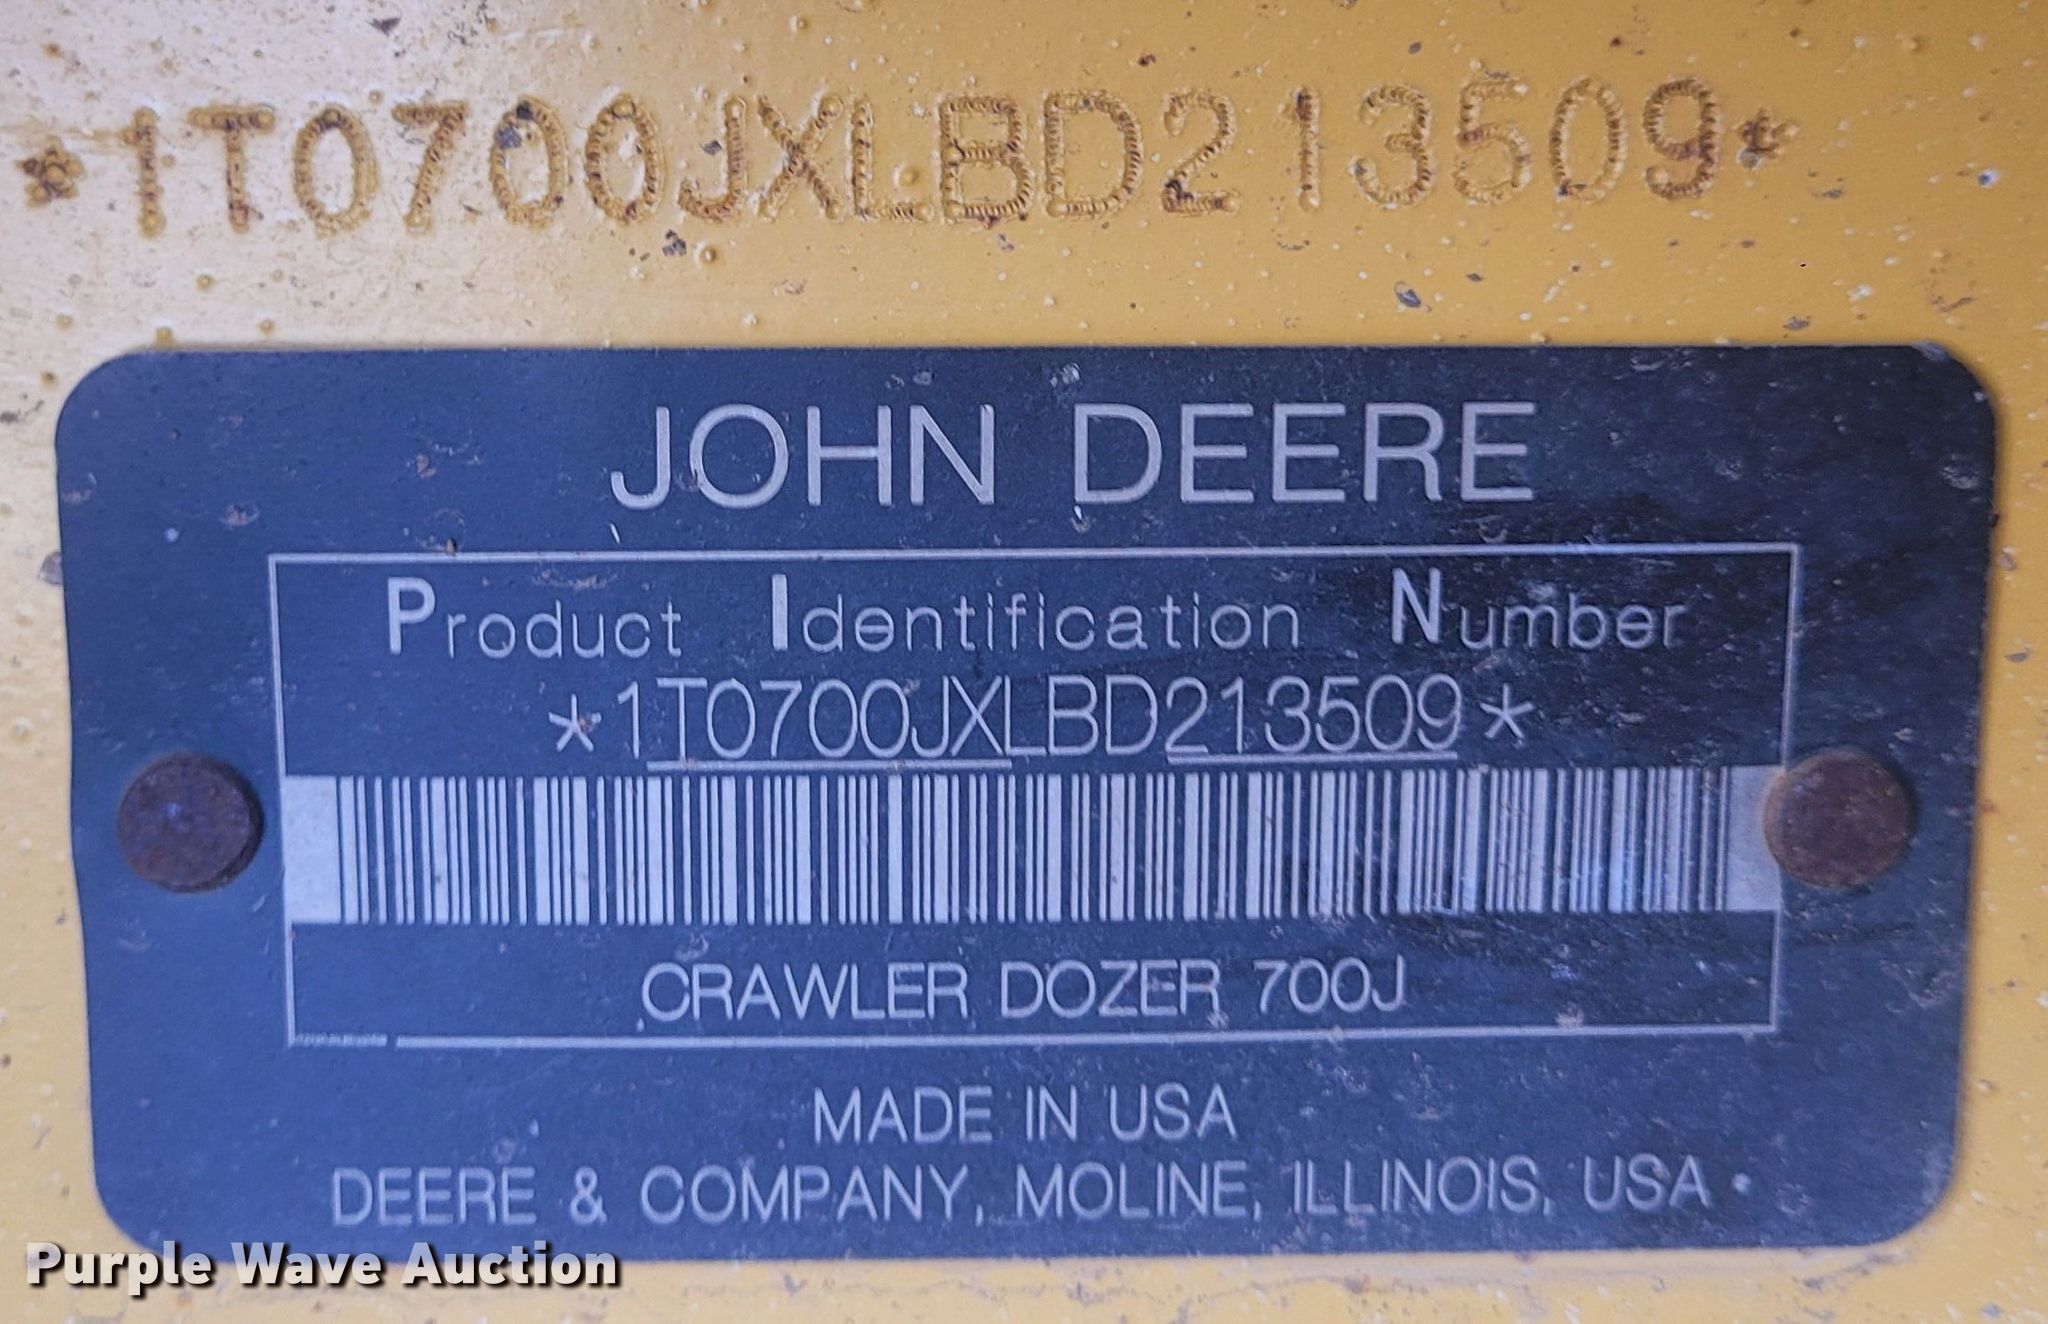 *1T0700JXLBD213509*
JOHN DEERE
Product Identification Number
*1T0700JXLBD213509*
CRAWLER DOZER 700J
MADE IN USA
DEERE & COMPANY, MOLINE, ILLINOIS, USA
Purple Wave Auction